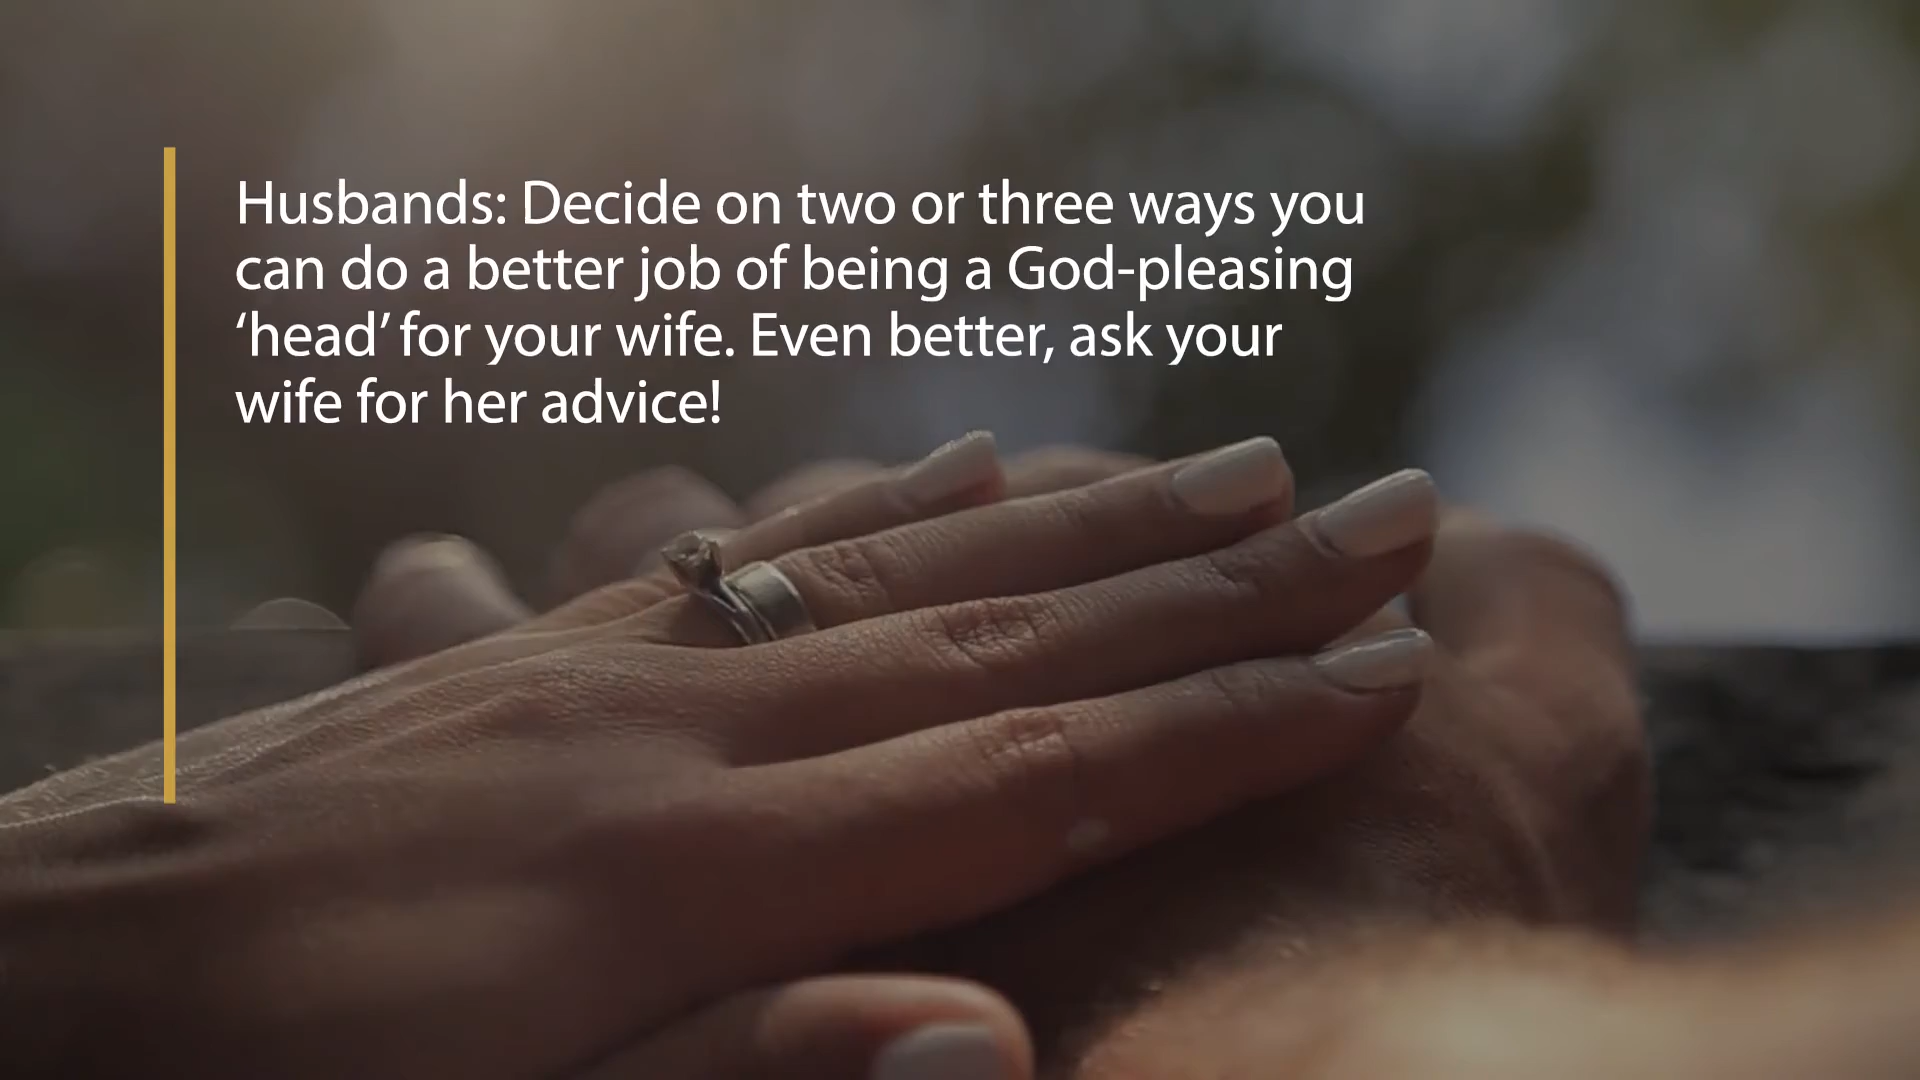 Husbands: Decide on two or three ways you
can do a better job of being a God-pleasing
‘head’ for your wife. Even better, ask your
wife for her advice!